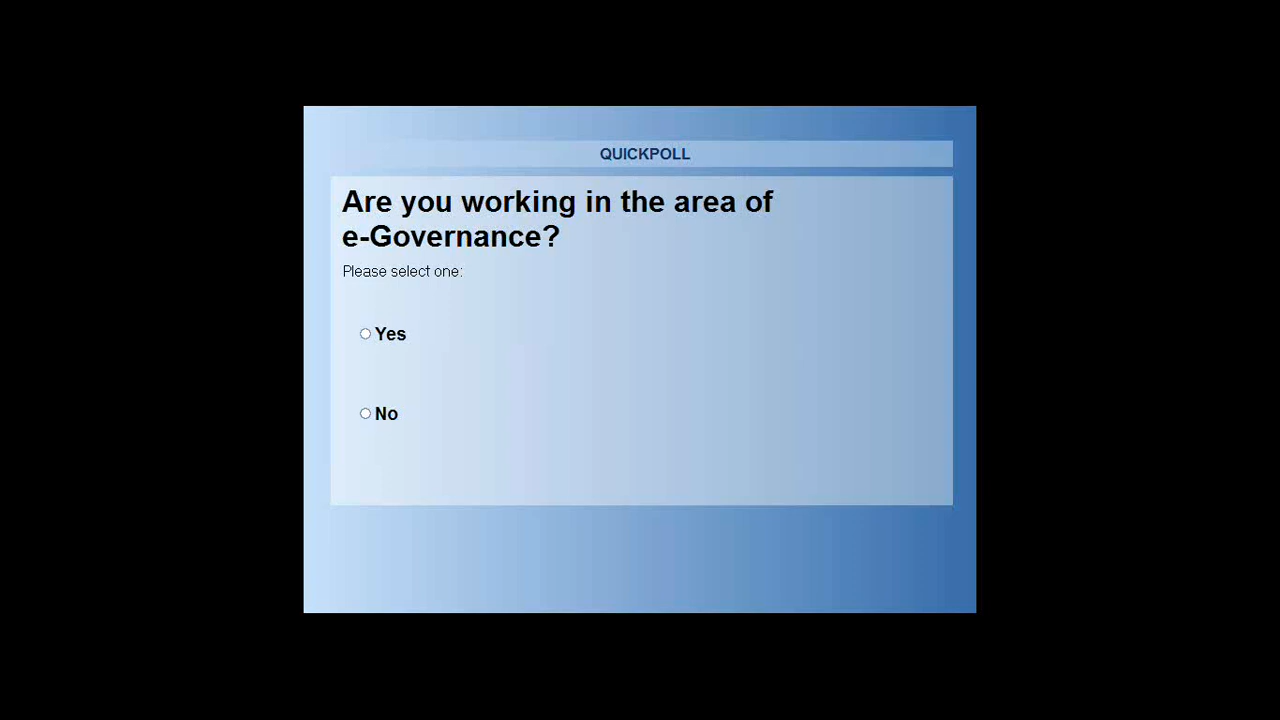 QUICKPOLL
Are you working in the area of
e-Governance?
Please select one:
Yes
No